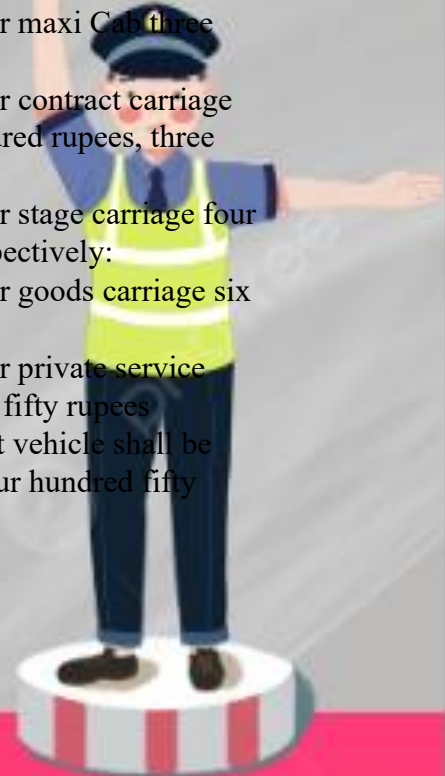 r maxi Cab three
r contract carriage
red rupees, three
r stage carriage four
pectively:
r goods carriage six
r private service
fifty rupees
t vehicle shall be
ur hundred fifty